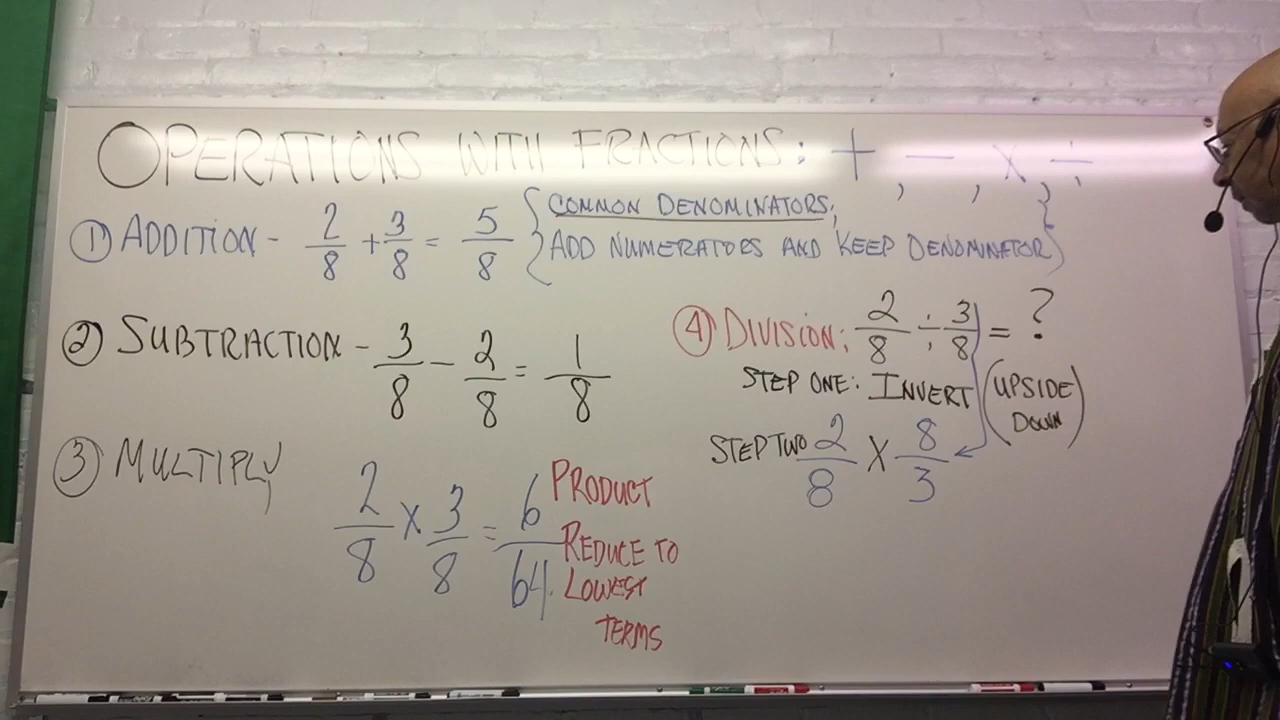 OPERATIONS WITH FRACTIONS: +, −, ×, ÷
① ADDITION - 2/8 + 3/8 = 5/8 { COMMON DENOMINATORS;
ADD NUMERATORS AND KEEP DENOMINATOR }
② SUBTRACTION - 3/8 − 2/8 = 1/8
③ MULTIPLY
2/8 × 3/8 = 6/64
PRODUCT
REDUCE TO
LOWEST
TERMS
④ DIVISION: 2/8 ÷ 3/8 = ?
STEP ONE: INVERT (UPSIDE
DOWN)
STEP TWO 2/8 × 8/3